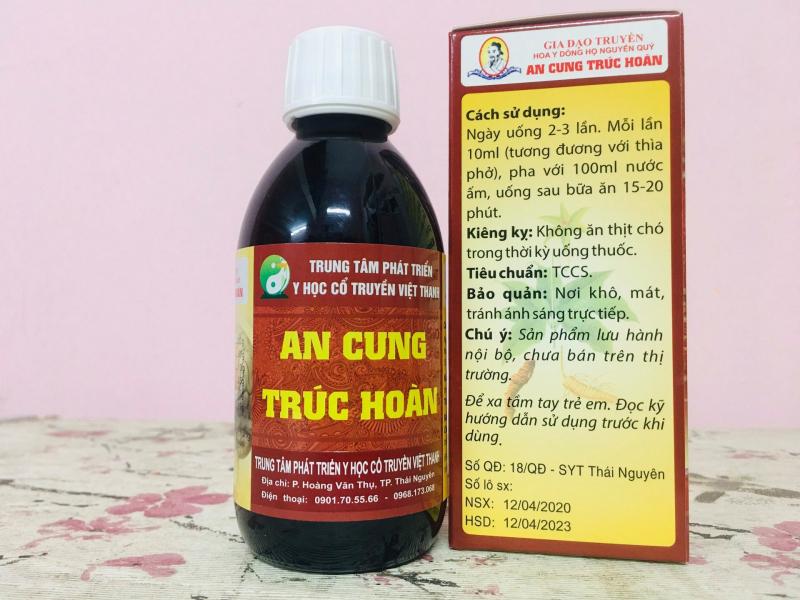 TRUNG TÂM PHÁT TRIỂN
Y HỌC CỔ TRUYỀN VIỆT THANH
AN CUNG
TRÚC HOÀN
TRUNG TÂM PHÁT TRIỂN Y HỌC CỔ TRUYỀN VIỆT THANH
Địa chỉ: P. Hoàng Văn Thụ, TP. Thái Nguyên
Điện thoại: 0901.70.55.66 - 0968.173.068
GIA ĐẠO TRUYỀN
HOA Y ĐÔNG HỌ NGUYỄN QUÝ
AN CUNG TRÚC HOÀN
Cách sử dụng:
Ngày uống 2-3 lần. Mỗi lần
10ml (tương đương với thìa
phở), pha với 100ml nước
ấm, uống sau bữa ăn 15-20
phút.
Kiêng kỵ: Không ăn thịt chó
trong thời kỳ uống thuốc.
Tiêu chuẩn: TCCS.
Bảo quản: Nơi khô, mát,
tránh ánh sáng trực tiếp.
Chú ý: Sản phẩm lưu hành
nội bộ, chưa bán trên thị
trường.
Để xa tầm tay trẻ em. Đọc kỹ
hướng dẫn sử dụng trước khi
dùng.
Số QĐ: 18/QĐ - SYT Thái Nguyên
Số lô sx:
NSX: 12/04/2020
HSD: 12/04/2023